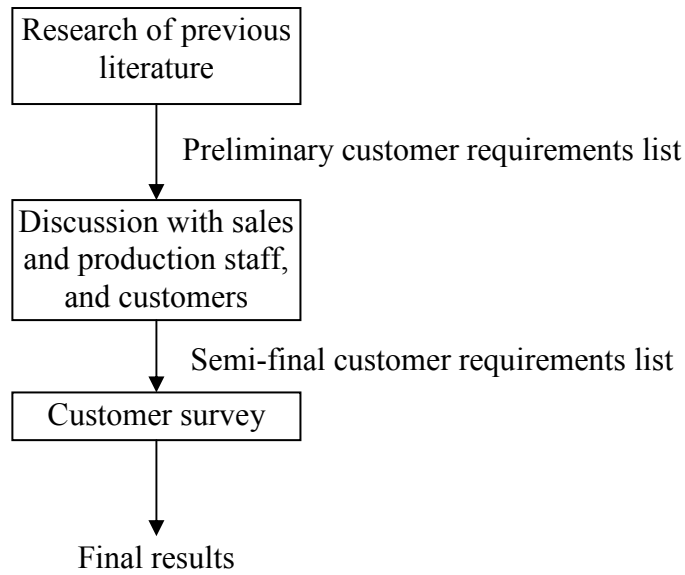 Research of previous
literature
Preliminary customer requirements list
Discussion with sales
and production staff,
and customers
Semi-final customer requirements list
Customer survey
Final results